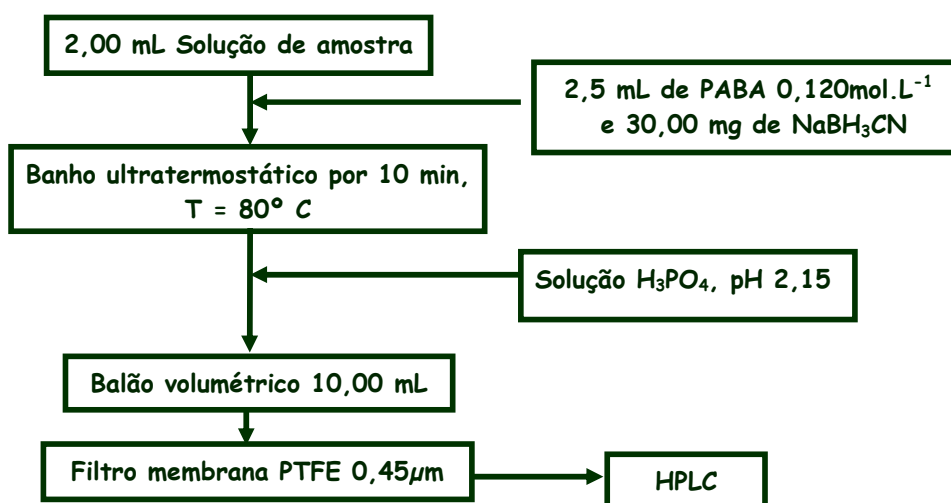 2,00 mL Solução de amostra
2,5 mL de PABA 0,120mol.L⁻¹
e 30,00 mg de NaBH₃CN
Banho ultratermostático por 10 min,
T = 80º C
Solução H₃PO₄, pH 2,15
Balão volumétrico 10,00 mL
Filtro membrana PTFE 0,45µm
HPLC